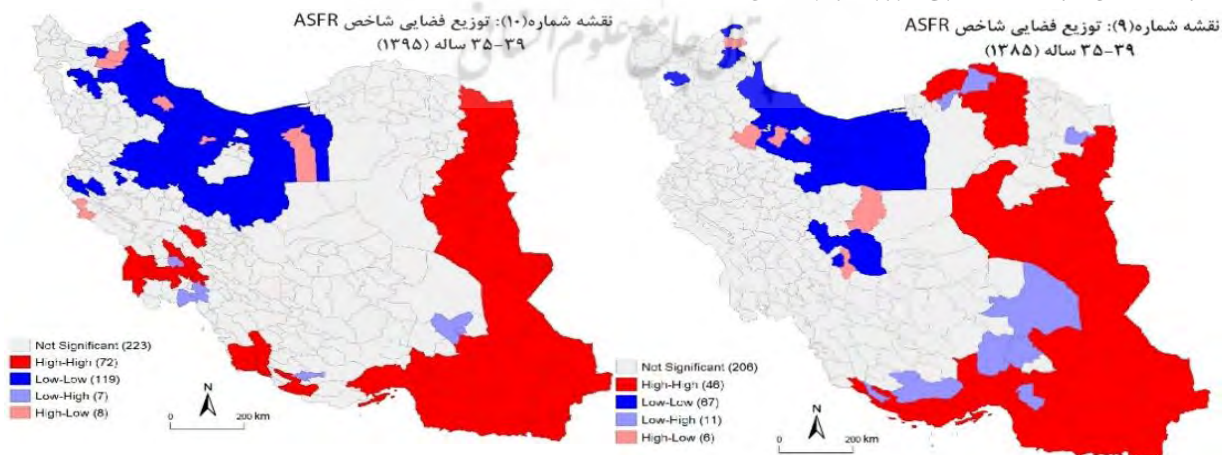 نقشه شماره(۹): توزیع فضایی شاخص ASFR
۳۵-۳۹ ساله (۱۳۸۵)
نقشه شماره(۱۰): توزیع فضایی شاخص ASFR
۳۵-۳۹ ساله (۱۳۹۵)
Not Significant (206)
High-High (46)
Low-Low (67)
Low-High (11)
High-Low (6)
N
0 200 km
Not Significant (223)
High-High (72)
Low-Low (119)
Low-High (7)
High-Low (8)
N
0 200 km